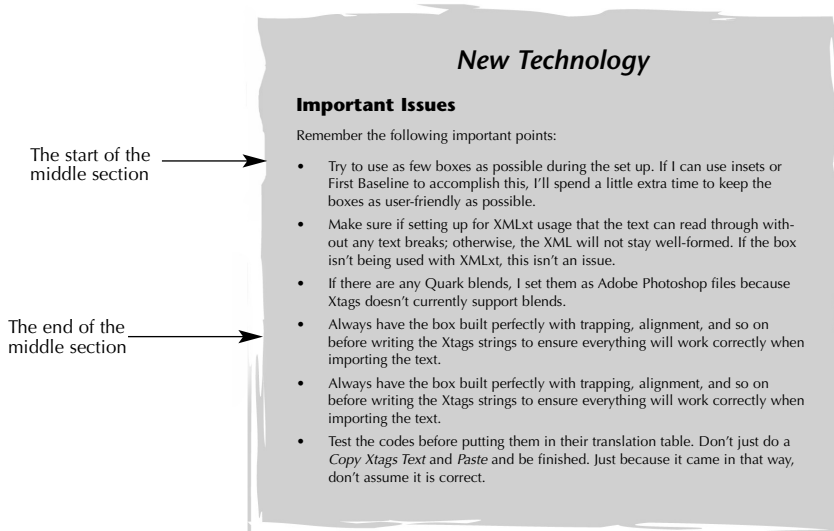 New Technology
Important Issues
Remember the following important points:
The start of the
middle section
• Try to use as few boxes as possible during the set up. If I can use insets or
First Baseline to accomplish this, I'll spend a little extra time to keep the
boxes as user-friendly as possible.
• Make sure if setting up for XMLxt usage that the text can read through with-
out any text breaks; otherwise, the XML will not stay well-formed. If the box
isn't being used with XMLxt, this isn't an issue.
• If there are any Quark blends, I set them as Adobe Photoshop files because
Xtags doesn't currently support blends.
The end of the
middle section
• Always have the box built perfectly with trapping, alignment, and so on
before writing the Xtags strings to ensure everything will work correctly when
importing the text.
• Always have the box built perfectly with trapping, alignment, and so on
before writing the Xtags strings to ensure everything will work correctly when
importing the text.
• Test the codes before putting them in their translation table. Don't just do a
Copy Xtags Text and Paste and be finished. Just because it came in that way,
don't assume it is correct.